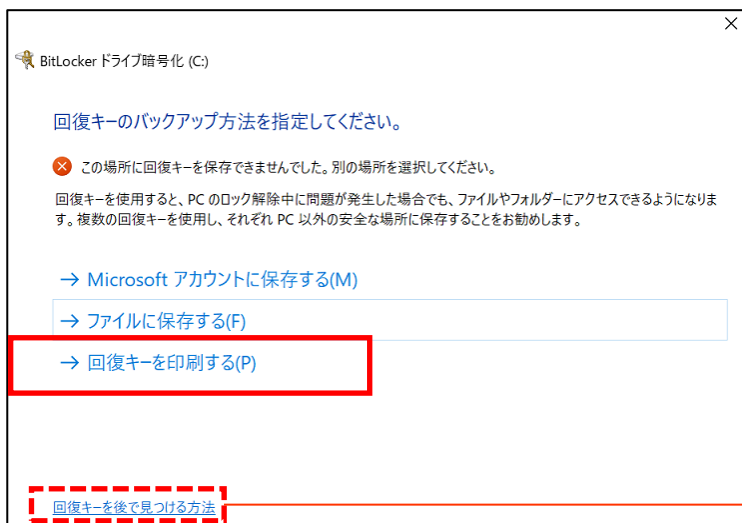 BitLocker ドライブ暗号化 (C:)
回復キーのバックアップ方法を指定してください。
この場所に回復キーを保存できませんでした。別の場所を選択してください。
回復キーを使用すると、PC のロック解除中に問題が発生した場合でも、ファイルやフォルダーにアクセスできるようになりま
す。複数の回復キーを使用し、それぞれ PC 以外の安全な場所に保存することをお勧めします。
→ Microsoft アカウントに保存する(M)
→ ファイルに保存する(F)
→ 回復キーを印刷する(P)
回復キーを後で見つける方法